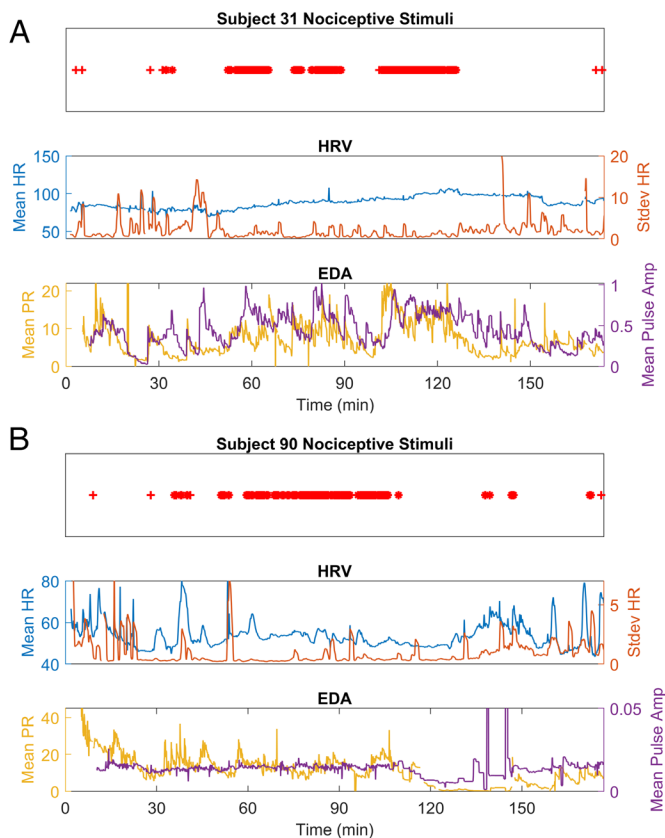 A
Subject 31 Nociceptive Stimuli
HRV
150
100
50
Mean HR
20
10
0
Stdev HR
EDA
20
10
0
Mean PR
1
0.5
0
Mean Pulse Amp
0 30 60 90 120 150
Time (min)
B
Subject 90 Nociceptive Stimuli
HRV
80
60
40
Mean HR
5
0
Stdev HR
EDA
40
20
0
Mean PR
0.05
0
Mean Pulse Amp
0 30 60 90 120 150
Time (min)